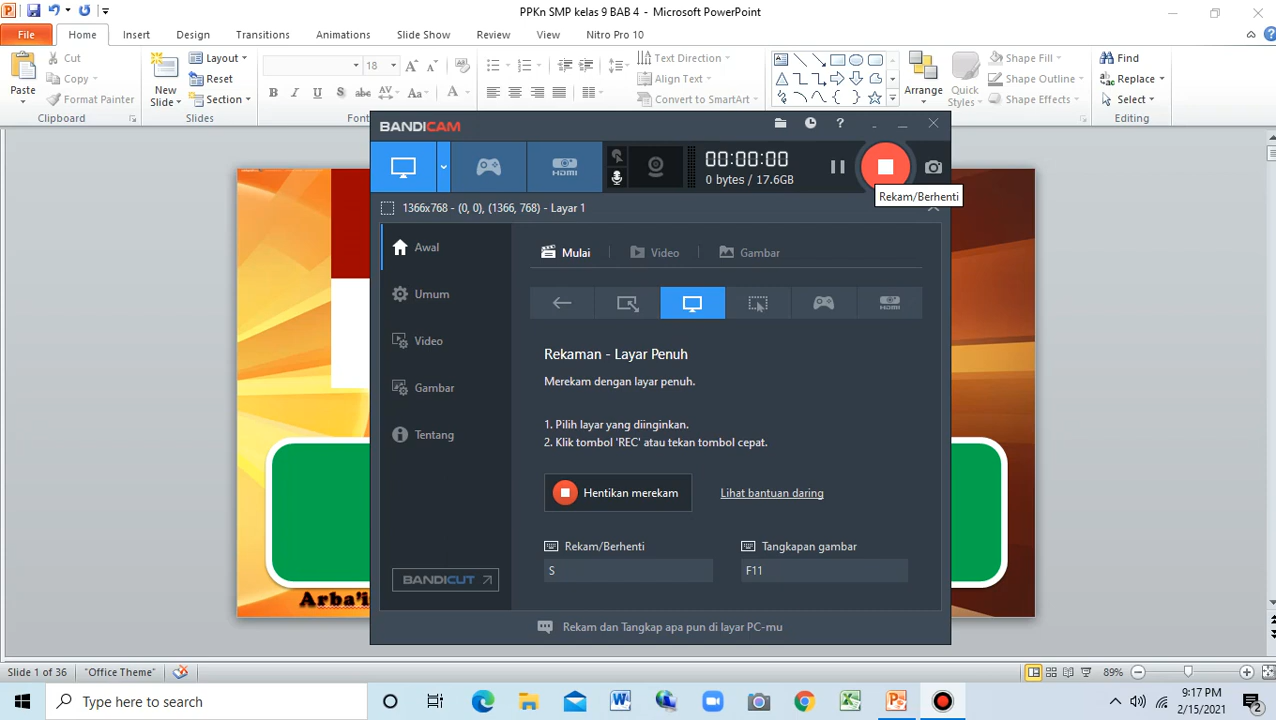 PPKn SMP kelas 9 BAB 4 - Microsoft PowerPoint
File Home Insert Design Transitions Animations Slide Show Review View Nitro Pro 10
Paste
Cut
Copy
Format Painter
Clipboard
New Slide
Layout
Reset
Section
Slides
18
B I U S abc AV Aa A
Text Direction
Align Text
Convert to SmartArt
Arrange
Quick Styles
Shape Fill
Shape Outline
Shape Effects
Find
Replace
Select
Editing
BANDICAM
HDMI
00:00:00
0 bytes / 17.6GB
Rekam/Berhenti
1366x768 - (0, 0), (1366, 768) - Layar 1
Awal
Umum
Video
Gambar
Tentang
BANDICUT
Mulai Video Gambar
HDMI
Rekaman - Layar Penuh
Merekam dengan layar penuh.
1. Pilih layar yang diinginkan.
2. Klik tombol 'REC' atau tekan tombol cepat.
Hentikan merekam Lihat bantuan daring
Rekam/Berhenti Tangkapan gambar
S F11
Rekam dan Tangkap apa pun di layar PC-mu
Slide 1 of 36 "Office Theme" 89%
Type here to search
9:17 PM
2/15/2021
2